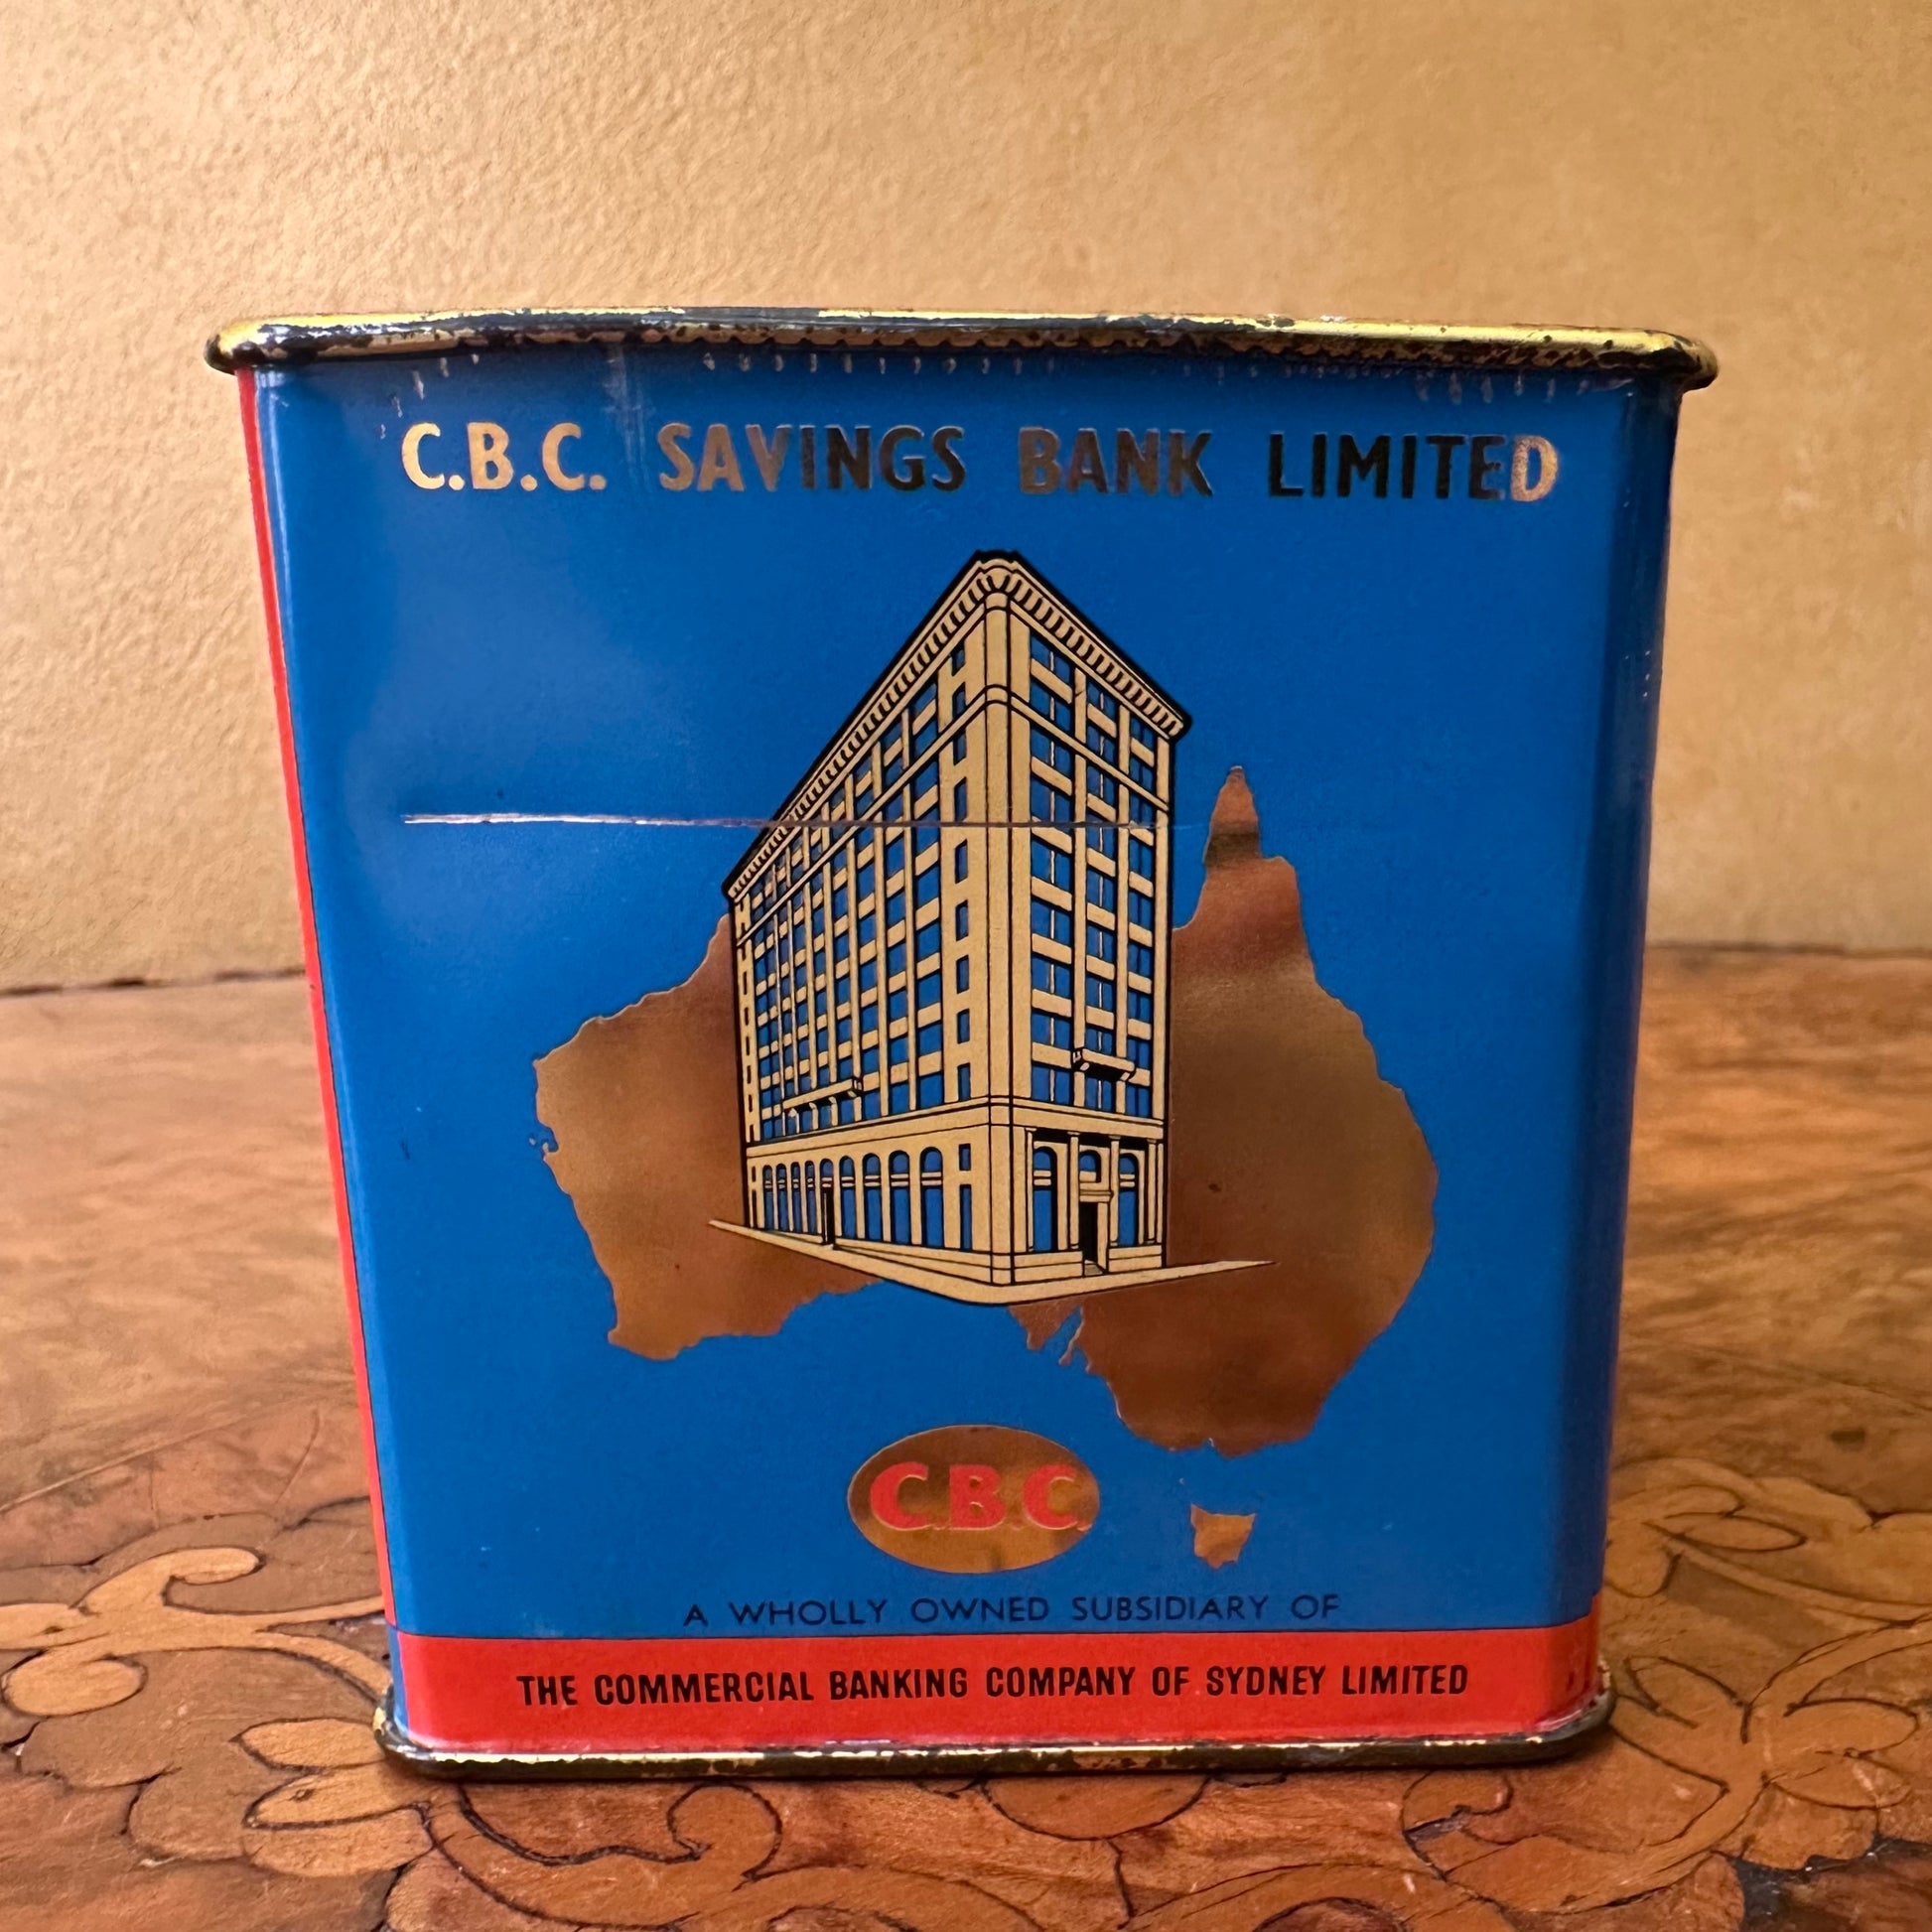 C.B.C. SAVINGS BANK LIMITED
C.B.C.
A WHOLLY OWNED SUBSIDIARY OF
THE COMMERCIAL BANKING COMPANY OF SYDNEY LIMITED